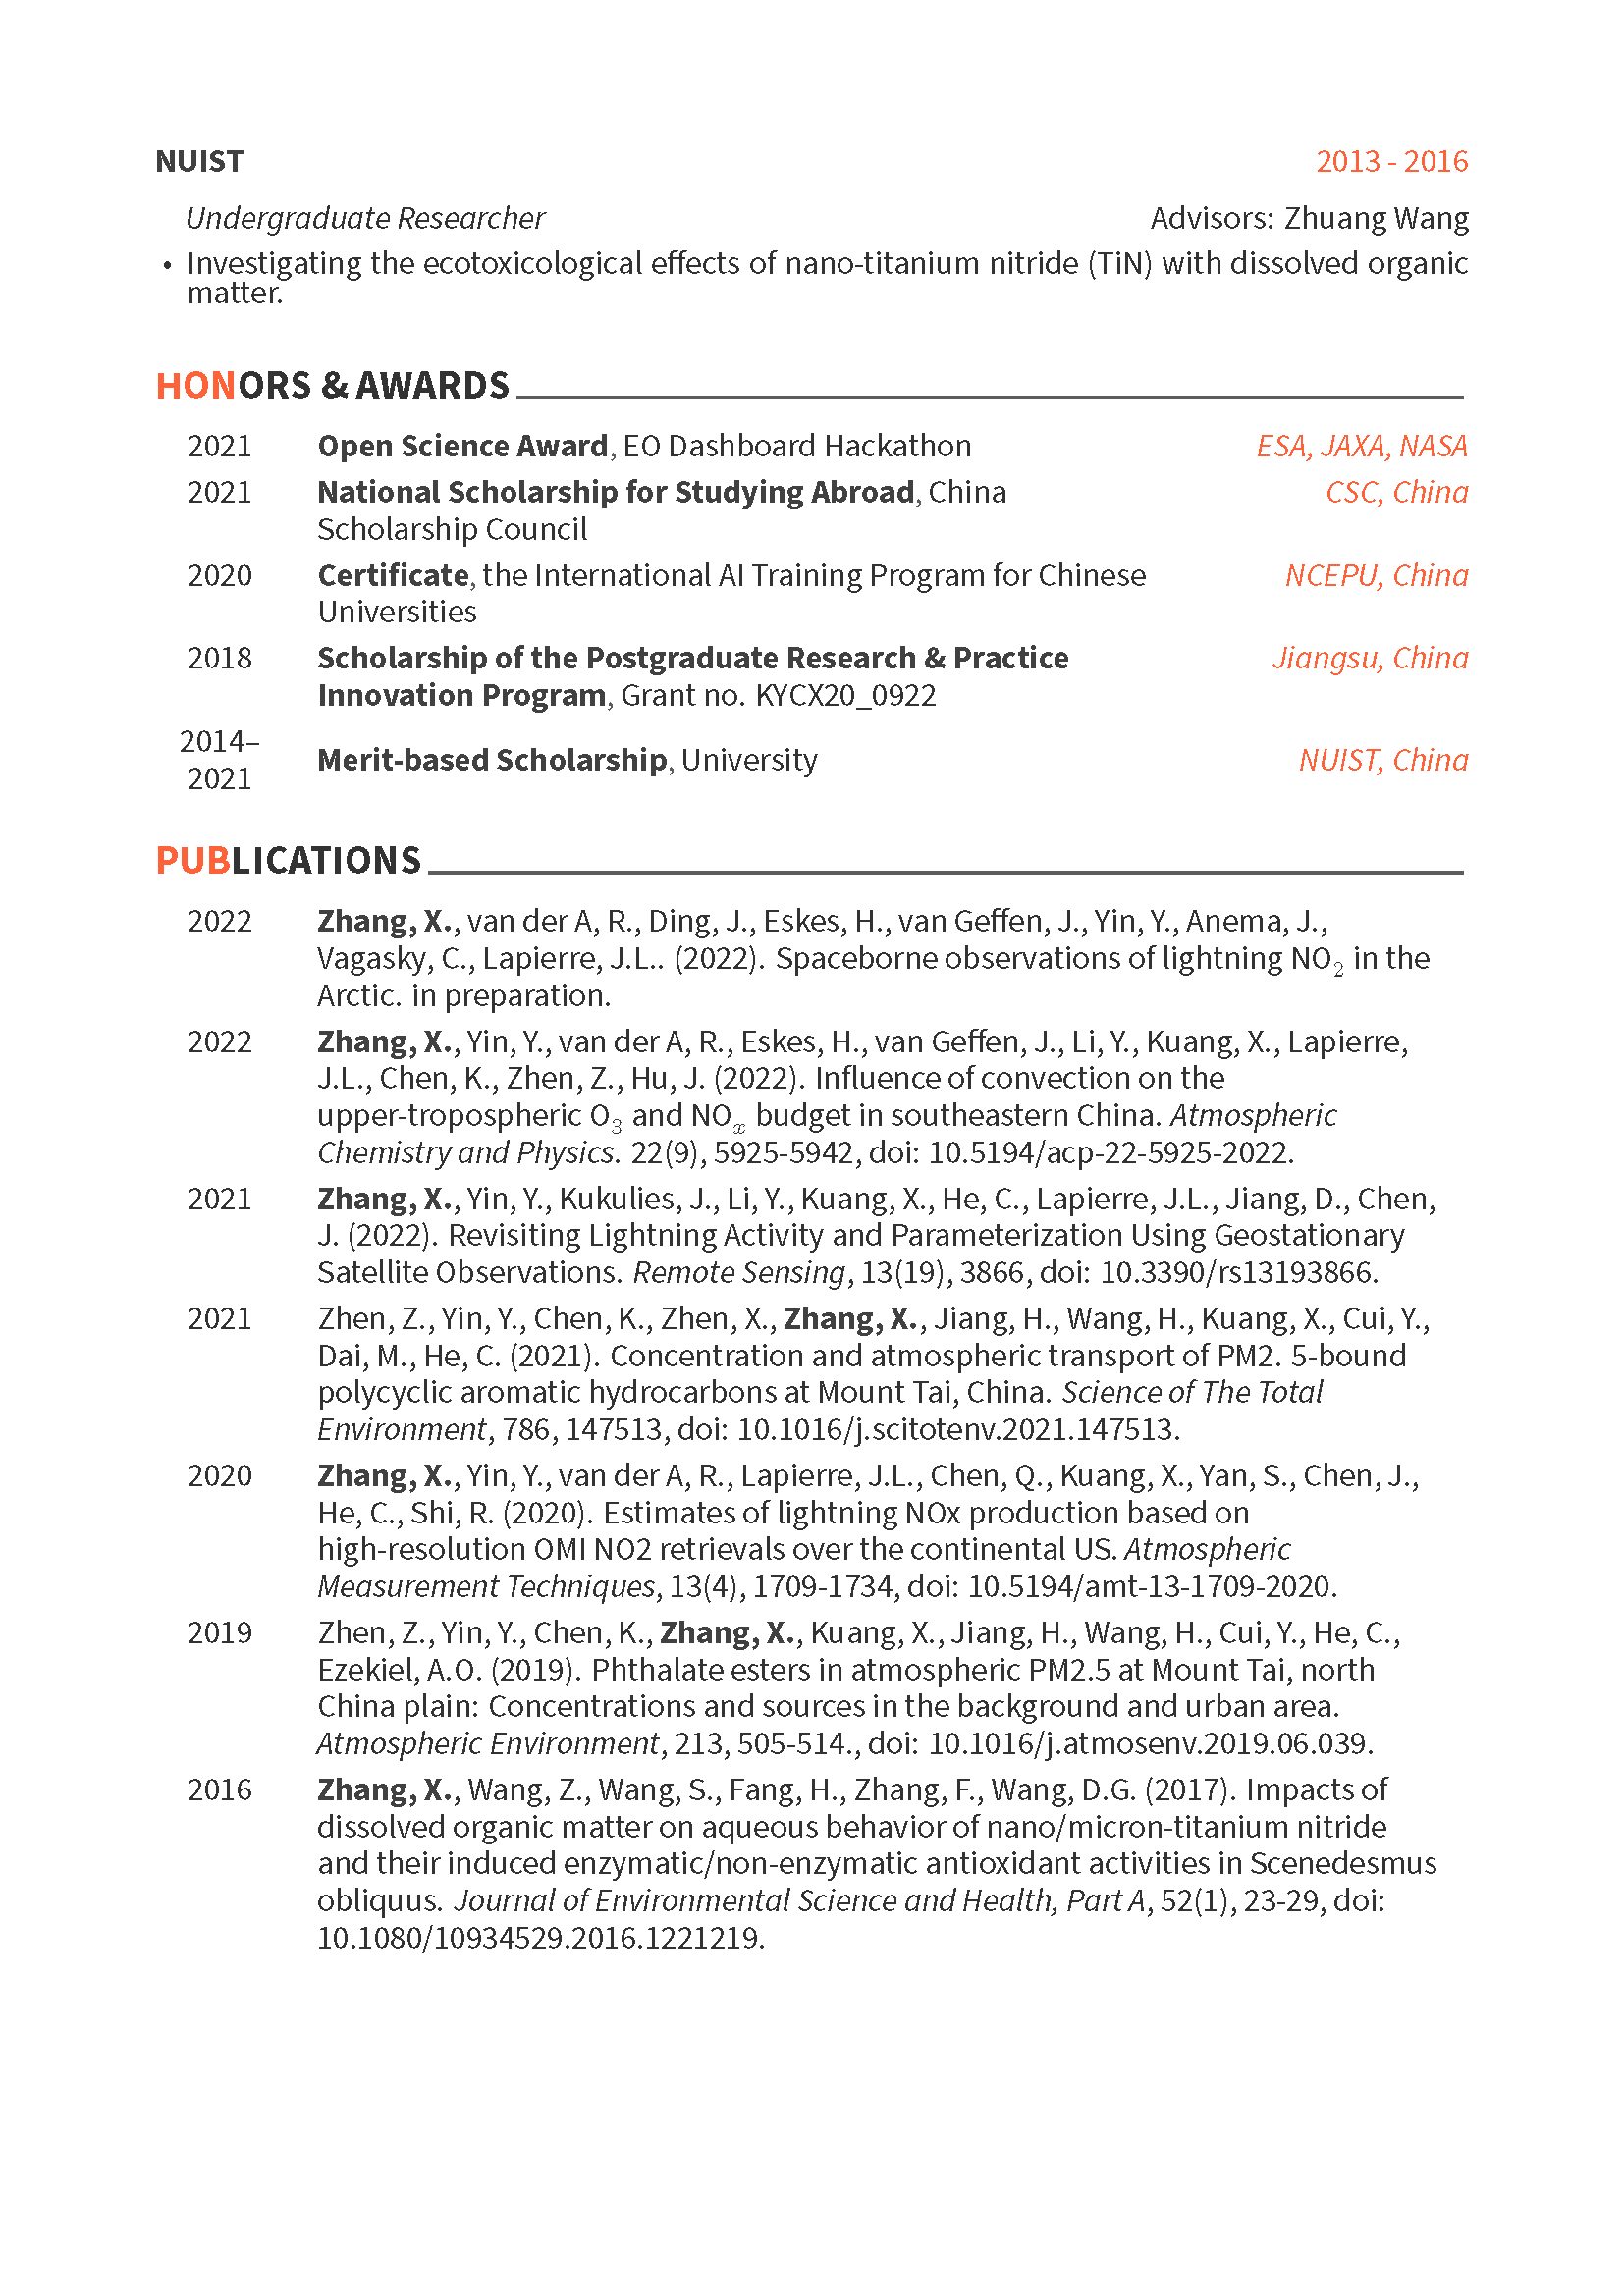 NUIST 2013 - 2016
Undergraduate Researcher Advisors: Zhuang Wang
• Investigating the ecotoxicological effects of nano-titanium nitride (TiN) with dissolved organic
matter.
HONORS & AWARDS
2021 Open Science Award, EO Dashboard Hackathon ESA, JAXA, NASA
2021 National Scholarship for Studying Abroad, China CSC, China
Scholarship Council
2020 Certificate, the International AI Training Program for Chinese NCEPU, China
Universities
2018 Scholarship of the Postgraduate Research & Practice Jiangsu, China
Innovation Program, Grant no. KYCX20_0922
2014–
2021
Merit-based Scholarship, University NUIST, China
PUBLICATIONS
2022 Zhang, X., van der A, R., Ding, J., Eskes, H., van Geffen, J., Yin, Y., Anema, J.,
Vagasky, C., Lapierre, J.L.. (2022). Spaceborne observations of lightning NO₂ in the
Arctic. in preparation.
2022 Zhang, X., Yin, Y., van der A, R., Eskes, H., van Geffen, J., Li, Y., Kuang, X., Lapierre,
J.L., Chen, K., Zhen, Z., Hu, J. (2022). Influence of convection on the
upper-tropospheric O₃ and NOₓ budget in southeastern China. Atmospheric
Chemistry and Physics. 22(9), 5925-5942, doi: 10.5194/acp-22-5925-2022.
2021 Zhang, X., Yin, Y., Kukulies, J., Li, Y., Kuang, X., He, C., Lapierre, J.L., Jiang, D., Chen,
J. (2022). Revisiting Lightning Activity and Parameterization Using Geostationary
Satellite Observations. Remote Sensing, 13(19), 3866, doi: 10.3390/rs13193866.
2021 Zhen, Z., Yin, Y., Chen, K., Zhen, X., Zhang, X., Jiang, H., Wang, H., Kuang, X., Cui, Y.,
Dai, M., He, C. (2021). Concentration and atmospheric transport of PM2. 5-bound
polycyclic aromatic hydrocarbons at Mount Tai, China. Science of The Total
Environment, 786, 147513, doi: 10.1016/j.scitotenv.2021.147513.
2020 Zhang, X., Yin, Y., van der A, R., Lapierre, J.L., Chen, Q., Kuang, X., Yan, S., Chen, J.,
He, C., Shi, R. (2020). Estimates of lightning NOx production based on
high-resolution OMI NO2 retrievals over the continental US. Atmospheric
Measurement Techniques, 13(4), 1709-1734, doi: 10.5194/amt-13-1709-2020.
2019 Zhen, Z., Yin, Y., Chen, K., Zhang, X., Kuang, X., Jiang, H., Wang, H., Cui, Y., He, C.,
Ezekiel, A.O. (2019). Phthalate esters in atmospheric PM2.5 at Mount Tai, north
China plain: Concentrations and sources in the background and urban area.
Atmospheric Environment, 213, 505-514., doi: 10.1016/j.atmosenv.2019.06.039.
2016 Zhang, X., Wang, Z., Wang, S., Fang, H., Zhang, F., Wang, D.G. (2017). Impacts of
dissolved organic matter on aqueous behavior of nano/micron-titanium nitride
and their induced enzymatic/non-enzymatic antioxidant activities in Scenedesmus
obliquus. Journal of Environmental Science and Health, Part A, 52(1), 23-29, doi:
10.1080/10934529.2016.1221219.